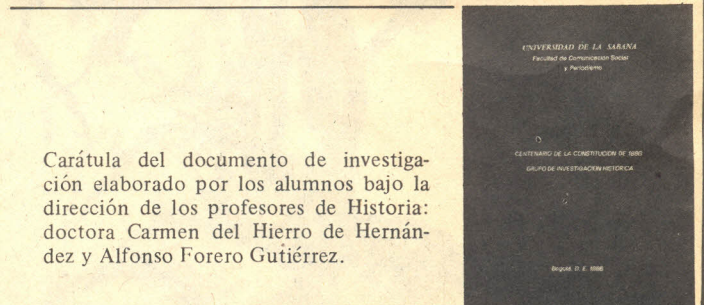 Carátula del documento de investiga-
ción elaborado por los alumnos bajo la
dirección de los profesores de Historia:
doctora Carmen del Hierro de Hernán-
dez y Alfonso Forero Gutiérrez.
UNIVERSIDAD DE LA SABANA
Facultad de Comunicación Social
y Periodismo
CENTENARIO DE LA CONSTITUCION DE 1886
GRUPO DE INVESTIGACION HISTORICA
Bogotá, D. E. 1986